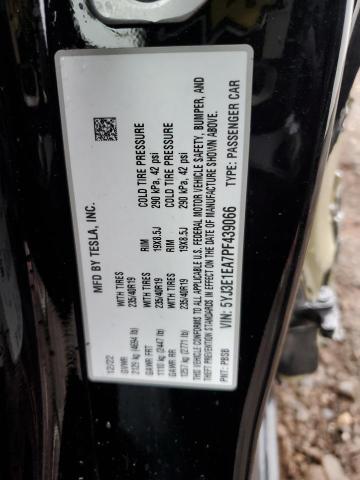 MFD BY TESLA, INC.
12/22
GVWR
2129 kg (4694 lb) WITH TIRES 235/40R19 RIM 19X8.5J COLD TIRE PRESSURE 290 kPa, 42 psi
GAWR FRT
1110 kg (2447 lb) WITH TIRES 235/40R19 RIM 19X8.5J COLD TIRE PRESSURE 290 kPa, 42 psi
GAWR RR
1257 kg (2771 lb)
THIS VEHICLE CONFORMS TO ALL APPLICABLE U.S. FEDERAL MOTOR VEHICLE SAFETY, BUMPER, AND
THEFT PREVENTION STANDARDS IN EFFECT ON THE DATE OF MANUFACTURE SHOWN ABOVE.
VIN: 5YJ3E1EA7PF439066
PNT: PBSB TYPE: PASSENGER CAR